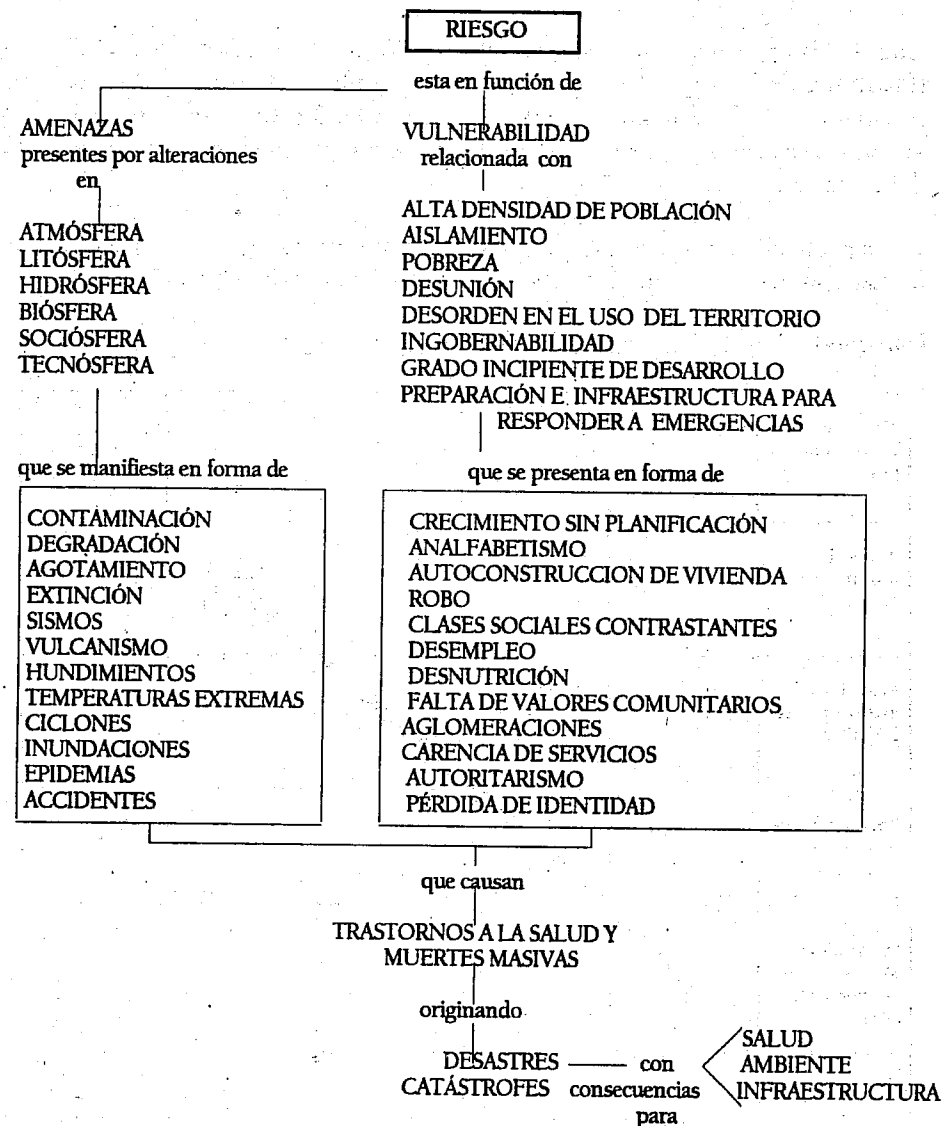 RIESGO
esta en función de
AMENAZAS
presentes por alteraciones
en
ATMÓSFERA
LITÓSFERA
HIDRÓSFERA
BIÓSFERA
SOCIÓSFERA
TECNÓSFERA
que se manifiesta en forma de
CONTAMINACIÓN
DEGRADACIÓN
AGOTAMIENTO
EXTINCIÓN
SISMOS
VULCANISMO
HUNDIMIENTOS
TEMPERATURAS EXTREMAS
CICLONES
INUNDACIONES
EPIDEMIAS
ACCIDENTES
VULNERABILIDAD
relacionada con
ALTA DENSIDAD DE POBLACIÓN
AISLAMIENTO
POBREZA
DESUNIÓN
DESORDEN EN EL USO DEL TERRITORIO
INGOBERNABILIDAD
GRADO INCIPIENTE DE DESARROLLO
PREPARACIÓN E INFRAESTRUCTURA PARA
RESPONDER A EMERGENCIAS
que se presenta en forma de
CRECIMIENTO SIN PLANIFICACIÓN
ANALFABETISMO
AUTOCONSTRUCCION DE VIVIENDA
ROBO
CLASES SOCIALES CONTRASTANTES
DESEMPLEO
DESNUTRICIÓN
FALTA DE VALORES COMUNITARIOS
AGLOMERACIONES
CARENCIA DE SERVICIOS
AUTORITARISMO
PÉRDIDA DE IDENTIDAD
que causan
TRASTORNOS A LA SALUD Y
MUERTES MASIVAS
originando
DESASTRES
CATÁSTROFES
con
consecuencias
para
SALUD
AMBIENTE
INFRAESTRUCTURA